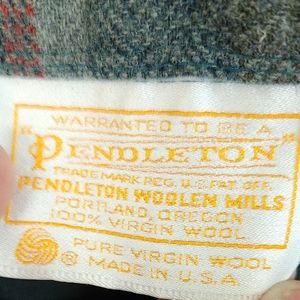 WARRANTED TO BE A
"PENDLETON"
TRADE MARK REG. U.S. PAT. OFF.
PENDLETON WOOLEN MILLS
PORTLAND, OREGON
100% VIRGIN WOOL
PURE VIRGIN WOOL
® MADE IN U.S.A